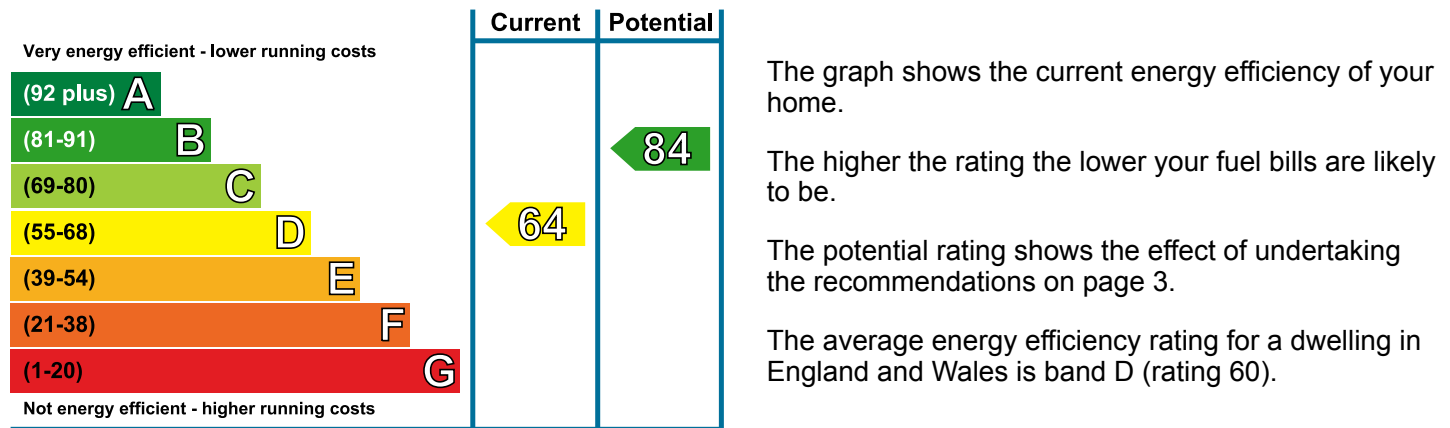 Current Potential
Very energy efficient - lower running costs
(92 plus) A
(81-91) B
84
(69-80) C
(55-68) D
64
(39-54) E
(21-38) F
(1-20) G
Not energy efficient - higher running costs
The graph shows the current energy efficiency of your
home.
The higher the rating the lower your fuel bills are likely
to be.
The potential rating shows the effect of undertaking
the recommendations on page 3.
The average energy efficiency rating for a dwelling in
England and Wales is band D (rating 60).